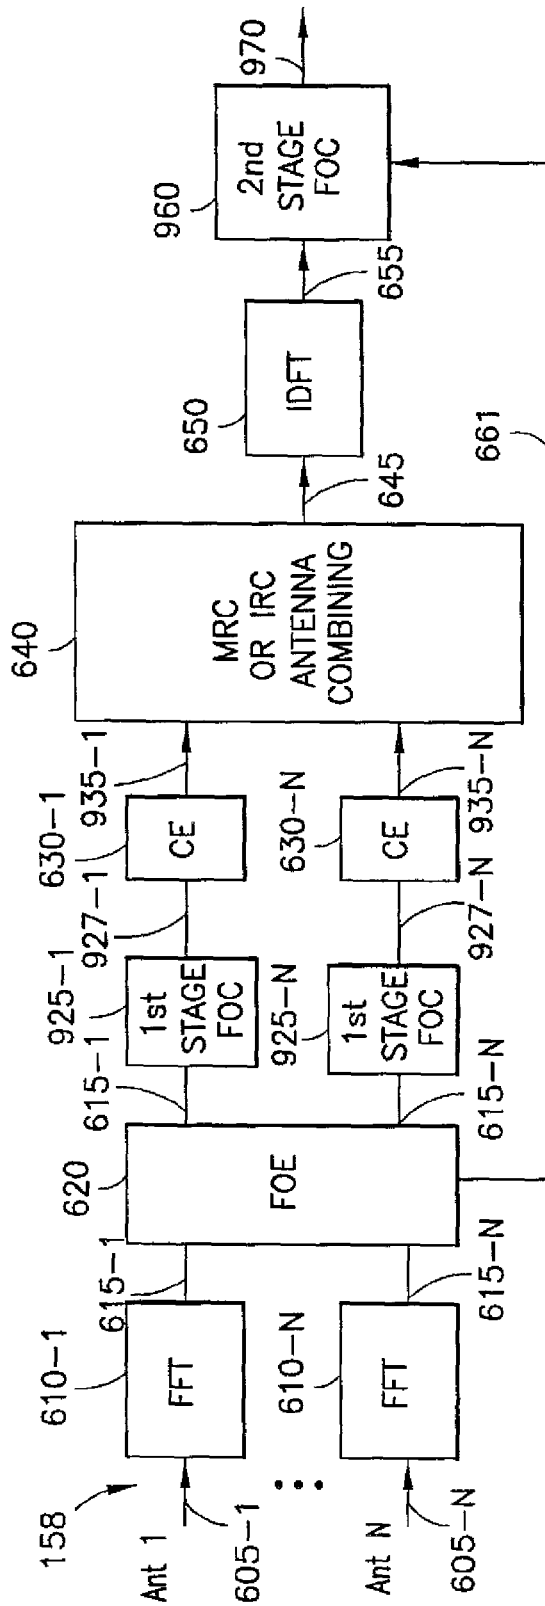 158
Ant 1
605-1
Ant N
605-N
610-1
FFT
610-N
FFT
615-1
615-N
620
FOE
615-1
615-N
925-1
1st
STAGE
FOC
925-N
1st
STAGE
FOC
927-1
927-N
630-1
CE
630-N
CE
935-1
935-N
640
MRC
OR IRC
ANTENNA
COMBINING
645
650
IDFT
655
661
960
2nd
STAGE
FOC
970